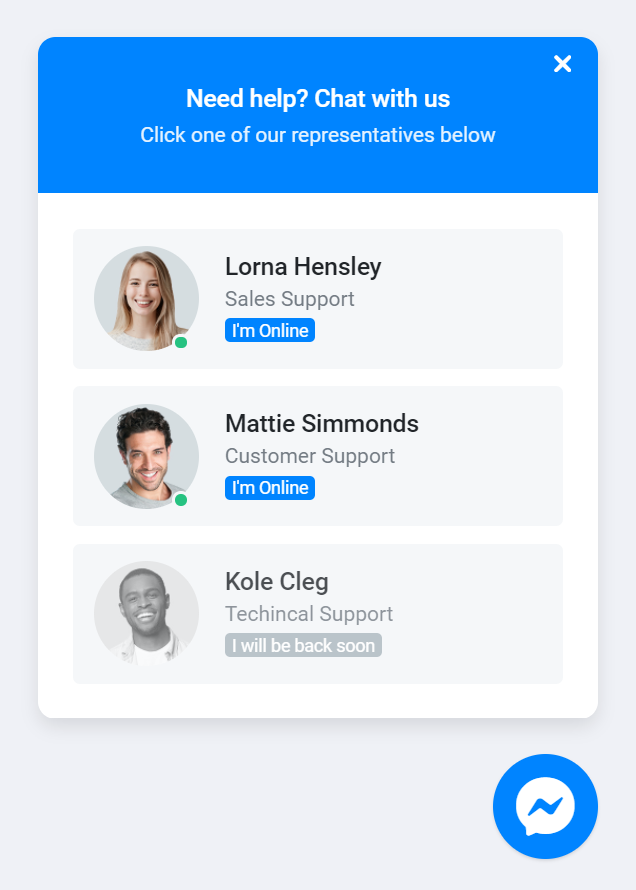 Need help? Chat with us
Click one of our representatives below
Lorna Hensley
Sales Support
I'm Online
Mattie Simmonds
Customer Support
I'm Online
Kole Cleg
Techincal Support
I will be back soon